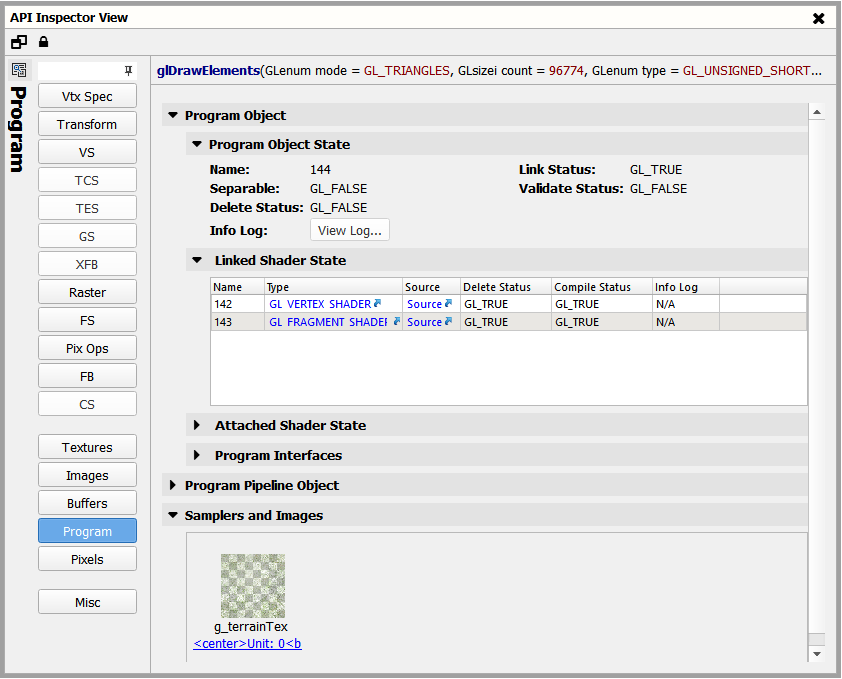 API Inspector View
glDrawElements(GLenum mode = GL_TRIANGLES, GLsizei count = 96774, GLenum type = GL_UNSIGNED_SHORT...
Program
Vtx Spec
Transform
VS
TCS
TES
GS
XFB
Raster
FS
Pix Ops
FB
CS
Textures
Images
Buffers
Program
Pixels
Misc
Program Object
Program Object State
Name: 144 Link Status: GL_TRUE
Separable: GL_FALSE Validate Status: GL_FALSE
Delete Status: GL_FALSE
Info Log: View Log...
Linked Shader State
Name Type Source Delete Status Compile Status Info Log
142 GL_VERTEX_SHADER Source GL_TRUE GL_TRUE N/A
143 GL_FRAGMENT_SHADER Source GL_TRUE GL_TRUE N/A
Attached Shader State
Program Interfaces
Program Pipeline Object
Samplers and Images
g_terrainTex
<center>Unit: 0<b